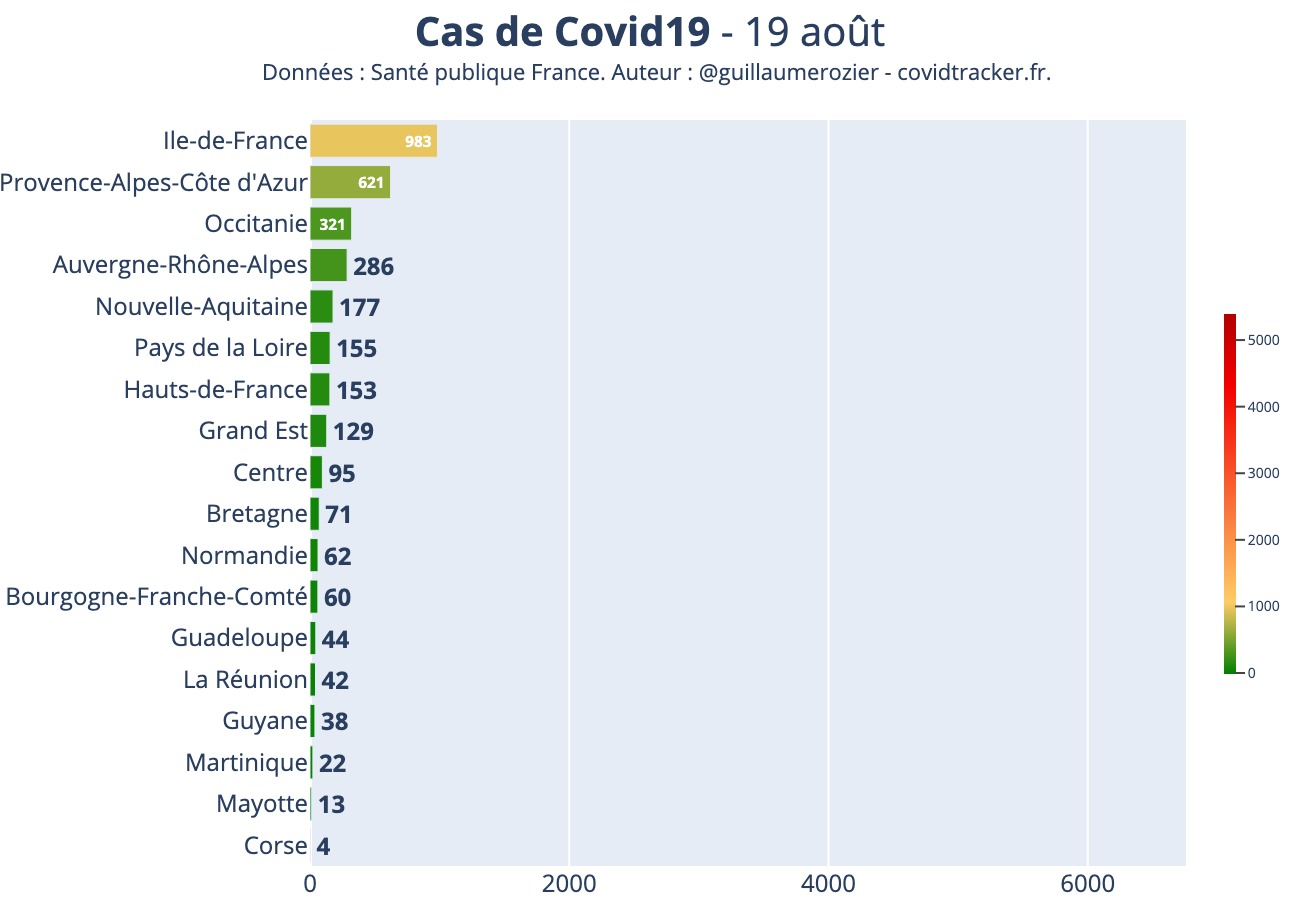 Cas de Covid19 - 19 août
Données : Santé publique France. Auteur : @guillaumerozier - covidtracker.fr.
Ile-de-France 983
Provence-Alpes-Côte d'Azur 621
Occitanie 321
Auvergne-Rhône-Alpes 286
Nouvelle-Aquitaine 177
Pays de la Loire 155
Hauts-de-France 153
Grand Est 129
Centre 95
Bretagne 71
Normandie 62
Bourgogne-Franche-Comté 60
Guadeloupe 44
La Réunion 42
Guyane 38
Martinique 22
Mayotte 13
Corse 4
0 2000 4000 6000
5000
4000
3000
2000
1000
0